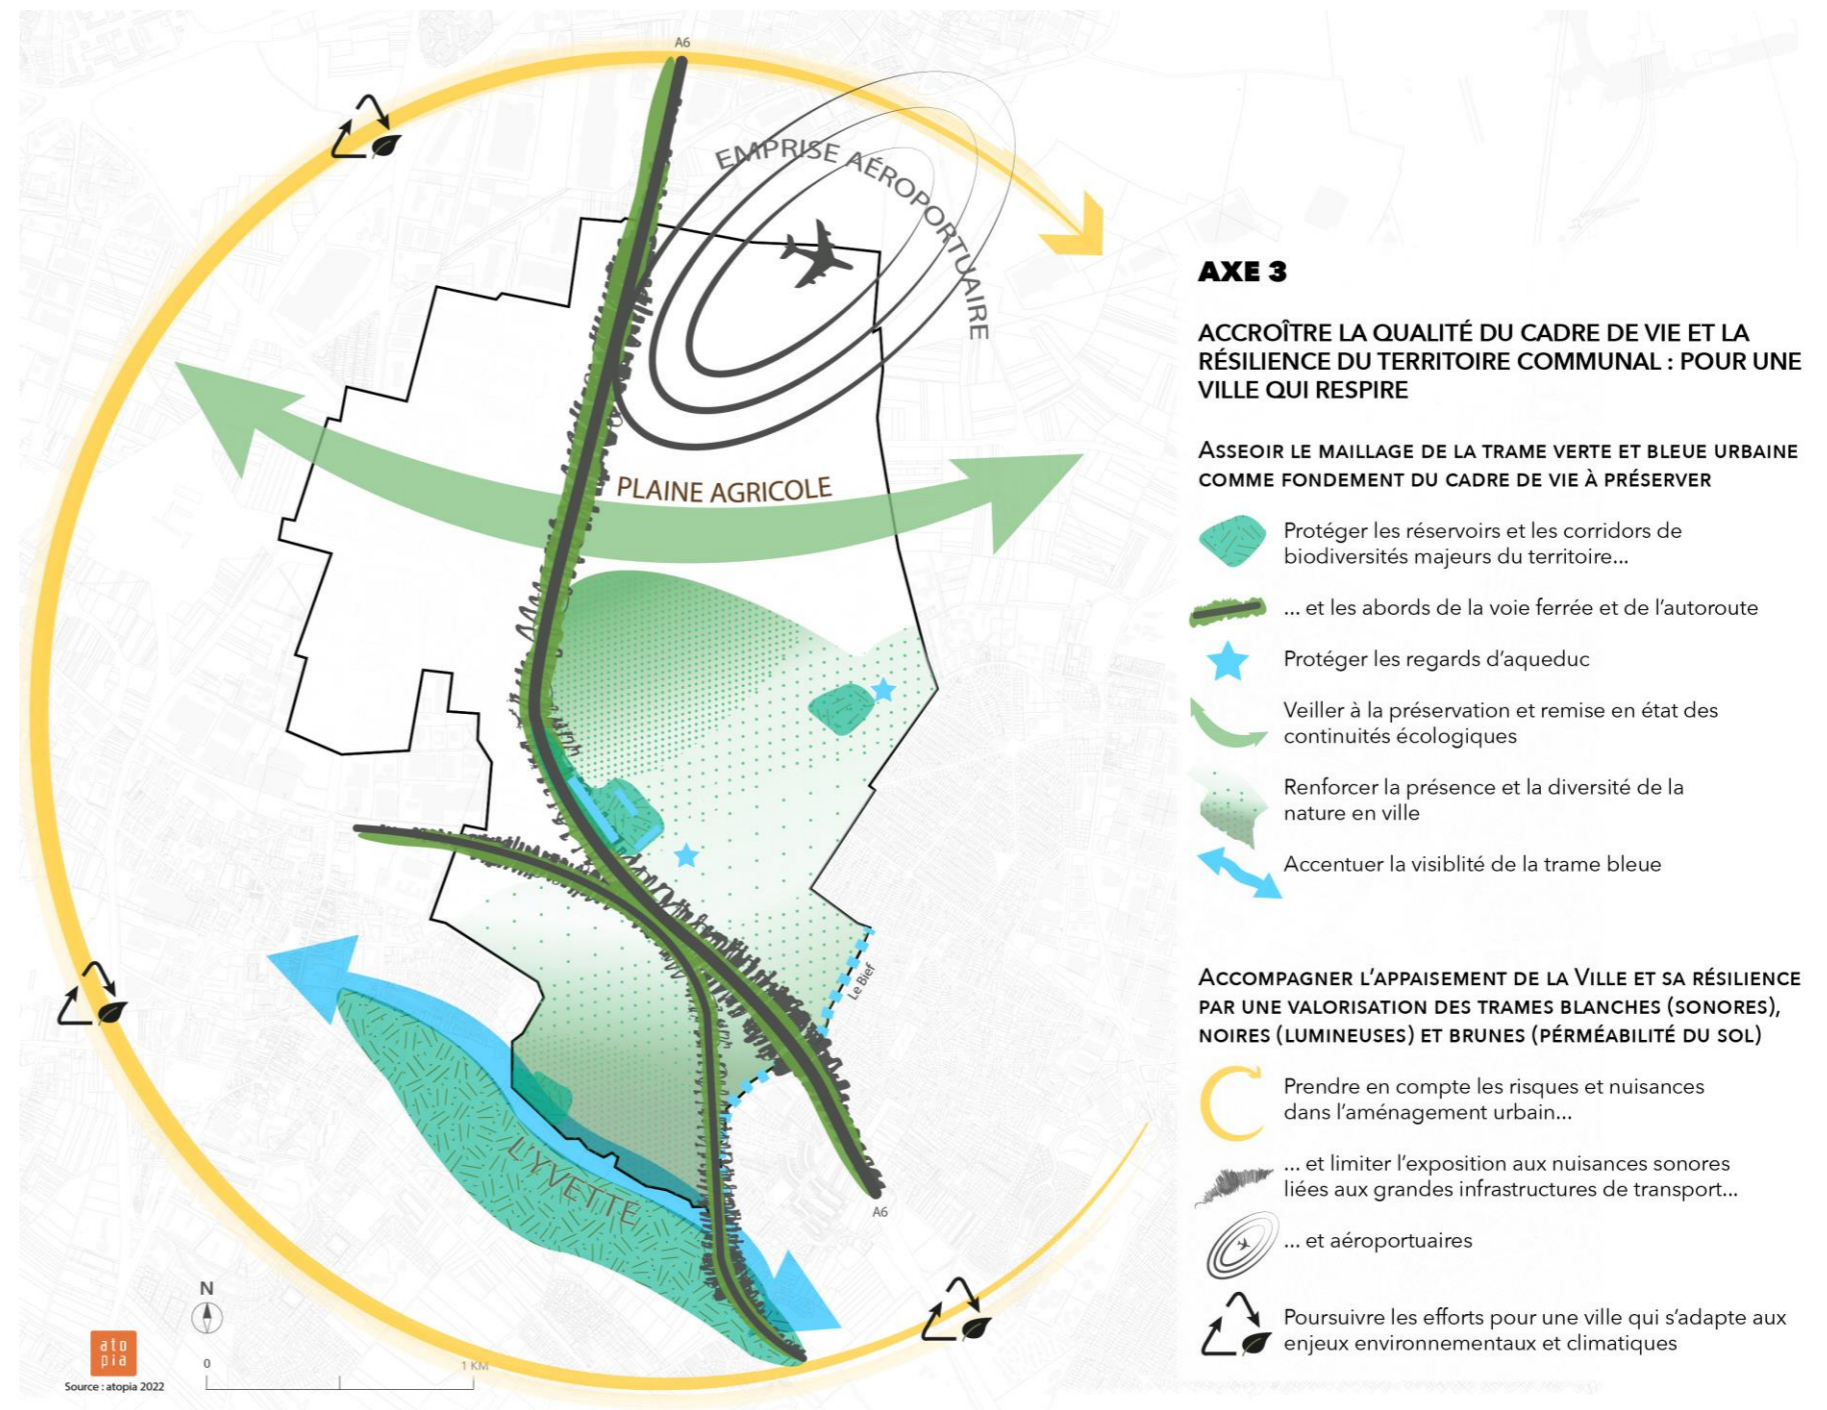 A6
EMPRISE AÉROPORTUAIRE
PLAINE AGRICOLE
Le Bief
L'YVETTE
A6
N
0
1 KM
ato
pia
Source : atopia 2022
AXE 3
ACCROÎTRE LA QUALITÉ DU CADRE DE VIE ET LA
RÉSILIENCE DU TERRITOIRE COMMUNAL : POUR UNE
VILLE QUI RESPIRE
ASSEOIR LE MAILLAGE DE LA TRAME VERTE ET BLEUE URBAINE
COMME FONDEMENT DU CADRE DE VIE À PRÉSERVER
Protéger les réservoirs et les corridors de
biodiversités majeurs du territoire...
... et les abords de la voie ferrée et de l'autoroute
Protéger les regards d'aqueduc
Veiller à la préservation et remise en état des
continuités écologiques
Renforcer la présence et la diversité de la
nature en ville
Accentuer la visiblité de la trame bleue
ACCOMPAGNER L'APPAISEMENT DE LA VILLE ET SA RÉSILIENCE
PAR UNE VALORISATION DES TRAMES BLANCHES (SONORES),
NOIRES (LUMINEUSES) ET BRUNES (PÉRMÉABILITÉ DU SOL)
Prendre en compte les risques et nuisances
dans l'aménagement urbain...
... et limiter l'exposition aux nuisances sonores
liées aux grandes infrastructures de transport...
... et aéroportuaires
Poursuivre les efforts pour une ville qui s'adapte aux
enjeux environnementaux et climatiques